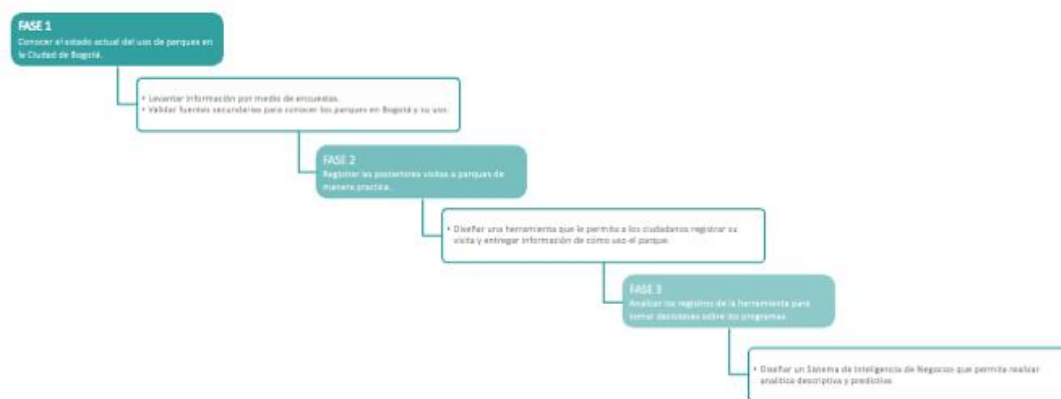 FASE 1
Conocer el estado actual del uso de parques en
la Ciudad de Bogotá.
• Levantar información por medio de encuestas.
• Validar fuentes secundarias para conocer los parques en Bogotá y su uso.
FASE 2
Registrar las posteriores visitas a parques de
manera practica.
• Diseñar una herramienta que le permita a los ciudadanos registrar su
visita y entregar información de como uso el parque.
FASE 3
Analizar los registros de la herramienta para
tomar decisiones sobre los programas
• Diseñar un Sistema de Inteligencia de Negocios que permita realizar
analítica descriptiva y predictiva